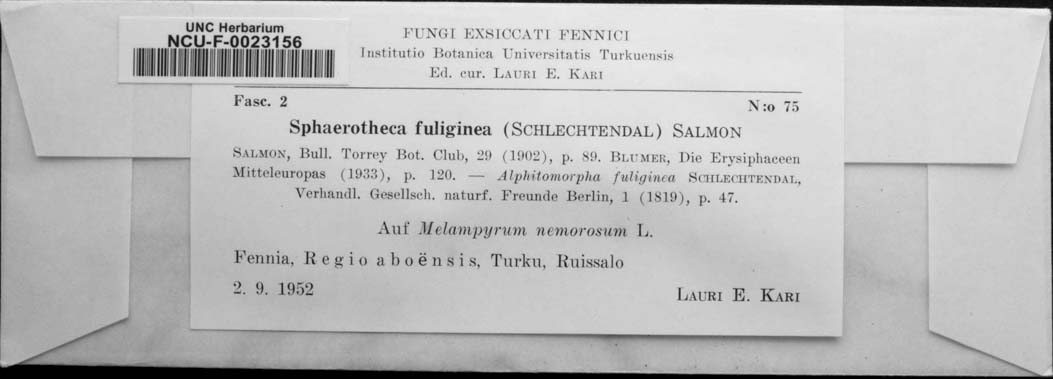 UNC Herbarium
NCU-F-0023156
FUNGI EXSICCATI FENNICI
Institutio Botanica Universitatis Turkuensis
Ed. cur. LAURI E. KARI
Fasc. 2 N:o 75
Sphaerotheca fuliginea (SCHLECHTENDAL) SALMON
SALMON, Bull. Torrey Bot. Club, 29 (1902), p. 89. BLUMER, Die Erysiphaceen
Mitteleuropas (1933), p. 120. — Alphitomorpha fuliginea SCHLECHTENDAL,
Verhandl. Gesellsch. naturf. Freunde Berlin, 1 (1819), p. 47.
Auf Melampyrum nemorosum L.
Fennia, Regio aboënsis, Turku, Ruissalo
2. 9. 1952 LAURI E. KARI